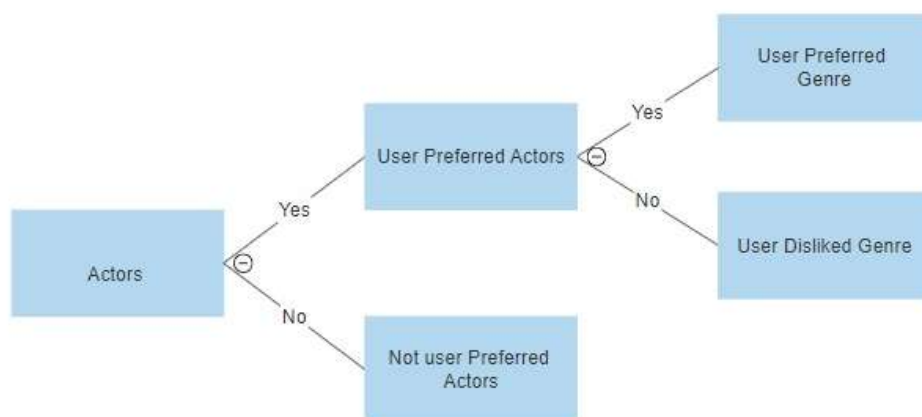 User Preferred
Genre
Yes
User Preferred Actors
Yes
No
User Disliked Genre
Actors
No
Not user Preferred
Actors